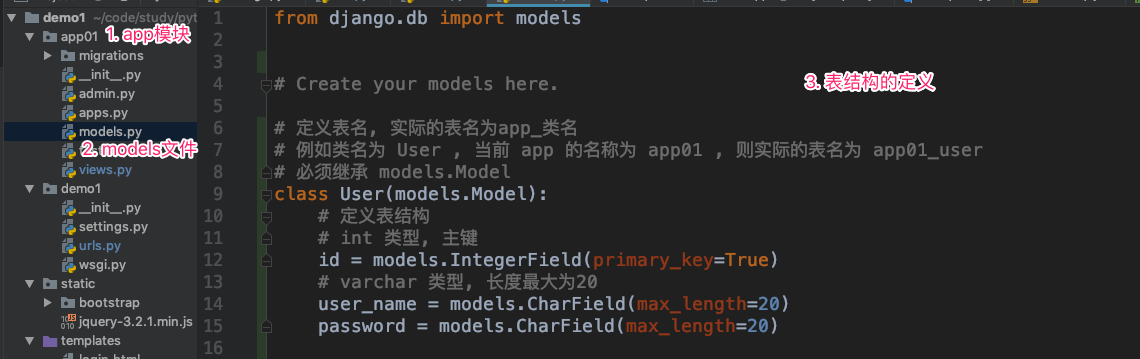 demo1 ~/code/study/pyt
app01
1. app模块
migrations
__init__.py
admin.py
apps.py
models.py
2. models文件
views.py
demo1
__init__.py
settings.py
urls.py
wsgi.py
static
bootstrap
jquery-3.2.1.min.js
templates
login.html
1 from django.db import models
2
3
3. 表结构的定义
4 # Create your models here.
5
6 # 定义表名, 实际的表名为app_类名
7 # 例如类名为 User , 当前 app 的名称为 app01 , 则实际的表名为 app01_user
8 # 必须继承 models.Model
9 class User(models.Model):
10 # 定义表结构
11 # int 类型, 主键
12 id = models.IntegerField(primary_key=True)
13 # varchar 类型, 长度最大为20
14 user_name = models.CharField(max_length=20)
15 password = models.CharField(max_length=20)
16